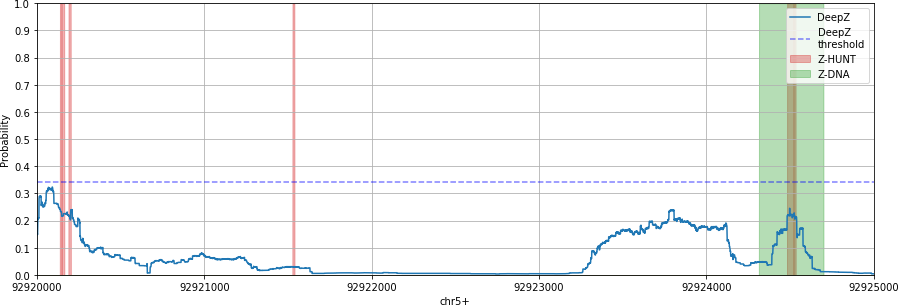 1.0
0.9
0.8
0.7
0.6
0.5
0.4
0.3
0.2
0.1
0.0
Probability
DeepZ
DeepZ
threshold
Z-HUNT
Z-DNA
92920000
92921000
92922000
92923000
92924000
92925000
chr5+